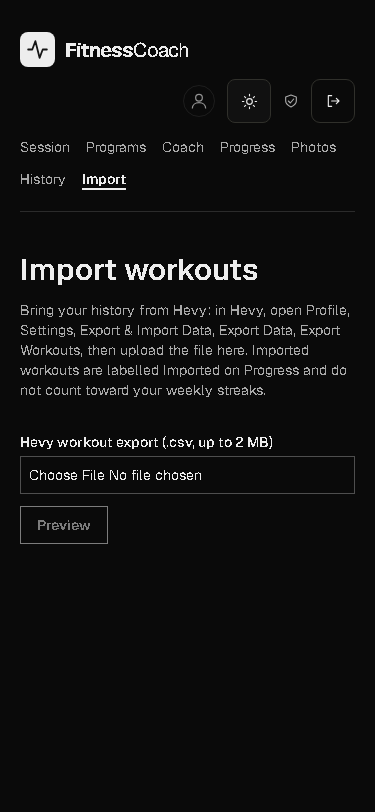 FitnessCoach
Session Programs Coach Progress Photos
History Import
Import workouts
Bring your history from Hevy: in Hevy, open Profile,
Settings, Export & Import Data, Export Data, Export
Workouts, then upload the file here. Imported
workouts are labelled Imported on Progress and do
not count toward your weekly streaks.
Hevy workout export (.csv, up to 2 MB)
Choose File No file chosen
Preview